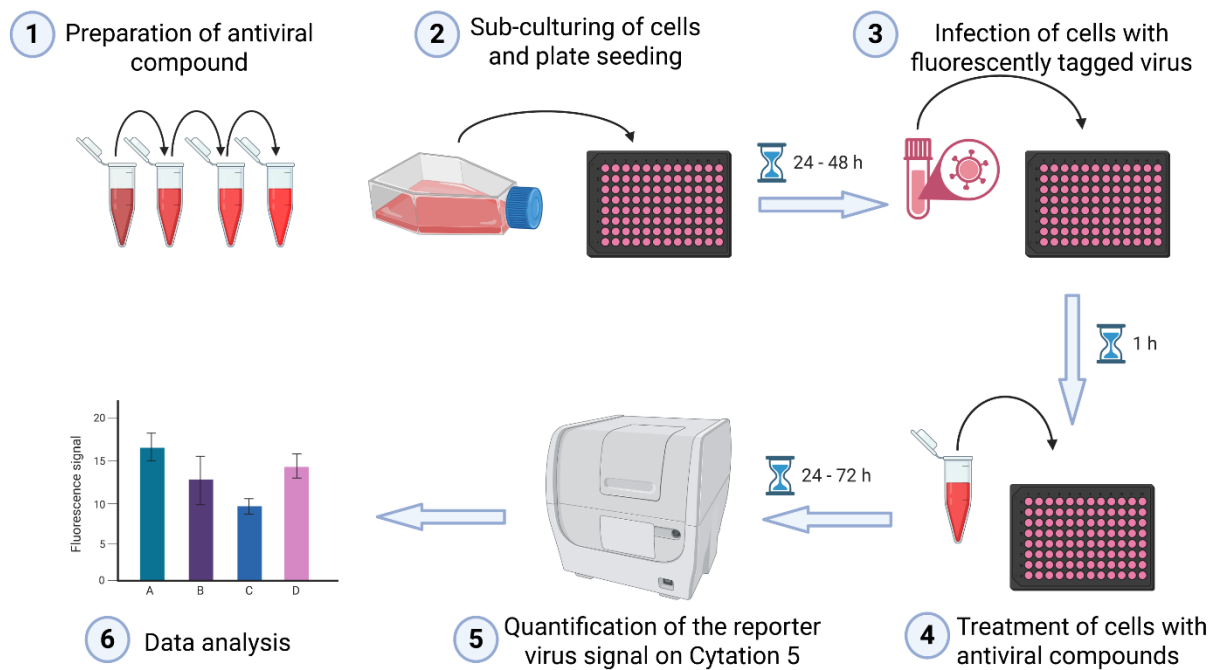 1
Preparation of antiviral
compound
2
Sub-culturing of cells
and plate seeding
24 - 48 h
3
Infection of cells with
fluorescently tagged virus
1 h
4
Treatment of cells with
antiviral compounds
24 - 72 h
5
Quantification of the reporter
virus signal on Cytation 5
Fluorescence signal
20
15
10
5
0
A B C D
6
Data analysis